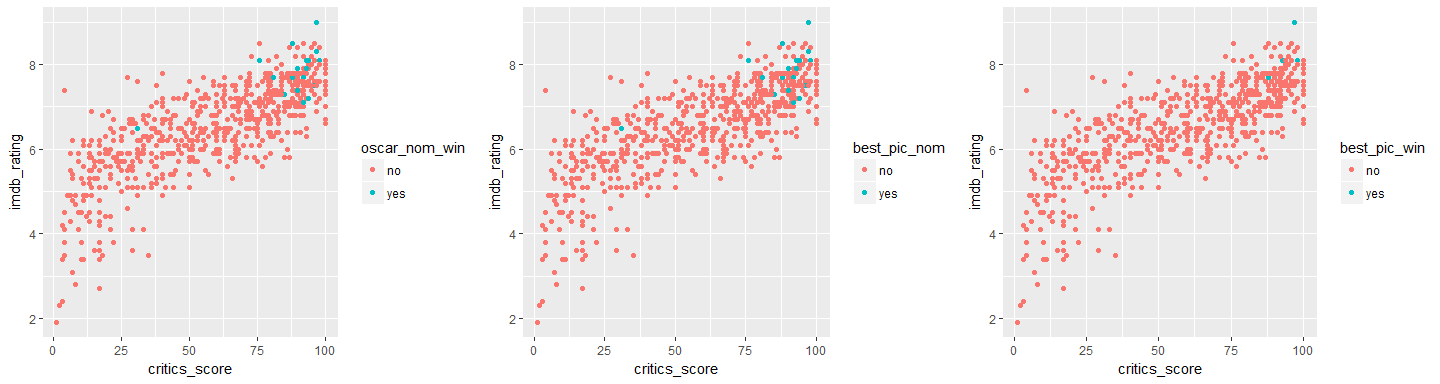 8
6
4
2
imdb_rating
0
25
50
75
100
critics_score
oscar_nom_win
no
yes
8
6
4
2
imdb_rating
0
25
50
75
100
critics_score
best_pic_nom
no
yes
8
6
4
2
imdb_rating
0
25
50
75
100
critics_score
best_pic_win
no
yes